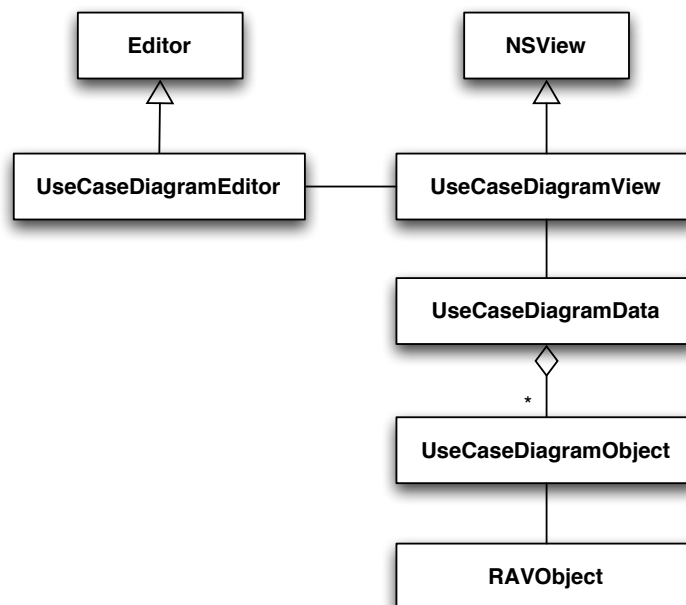 Editor
NSView
UseCaseDiagramEditor
UseCaseDiagramView
UseCaseDiagramData
*
UseCaseDiagramObject
RAVObject